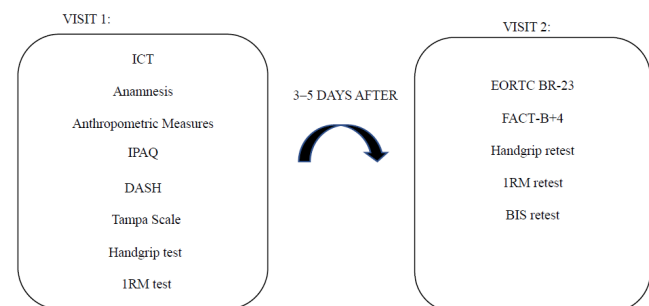 VISIT 1:
ICT
Anamnesis
Anthropometric Measures
IPAQ
DASH
Tampa Scale
Handgrip test
1RM test
3–5 DAYS AFTER
VISIT 2:
EORTC BR-23
FACT-B+4
Handgrip retest
1RM retest
BIS retest